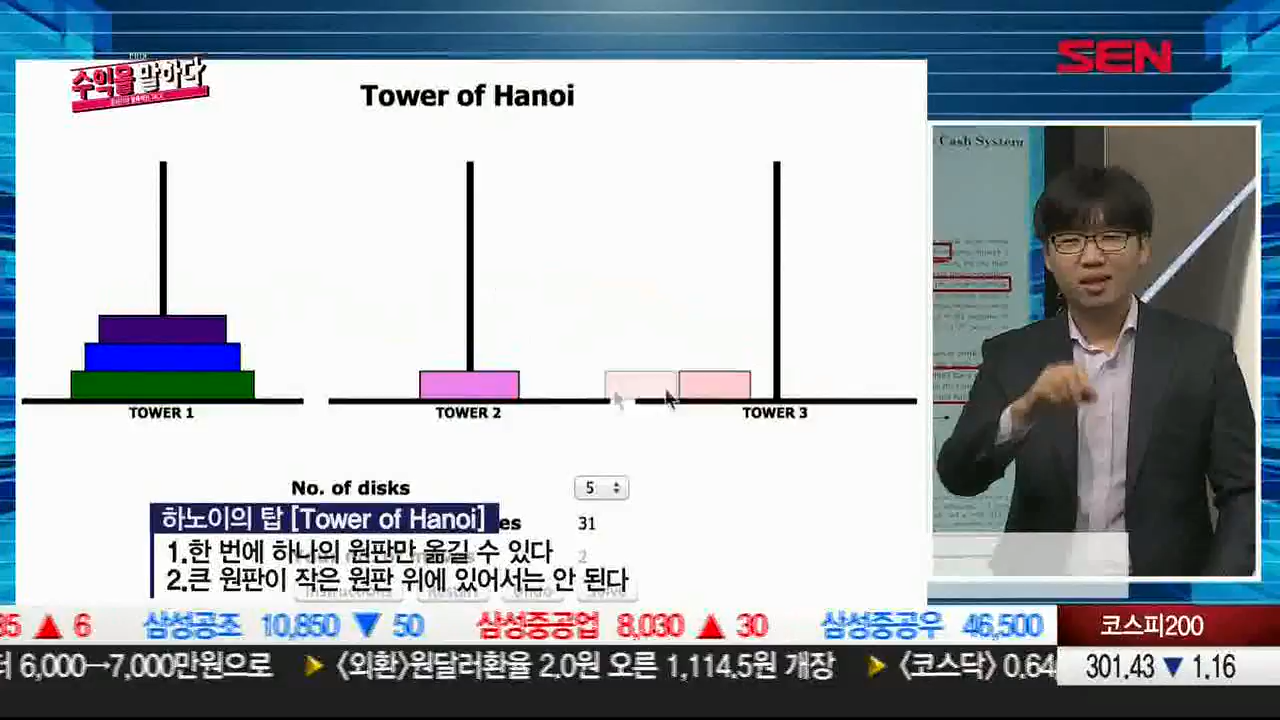 수익을 말하다
SEN
Tower of Hanoi
Cash System
TOWER 1
TOWER 2
TOWER 3
No. of disks
5
하노이의 탑 [Tower of Hanoi]
es
31
1.한 번에 하나의 원판만 옮길 수 있다
2
2.큰 원판이 작은 원판 위에 있어서는 안 된다
35 ▲ 6 삼성공조 10,850 ▼ 50 삼성중공업 8,030 ▲ 30 삼성중공우 46,500
코스피200
터 6,000→7,000만원으로 ▶ 〈외환〉원달러환율 2.0원 오른 1,114.5원 개장 ▶ 〈코스닥〉 0.64
301.43 ▼ 1.16